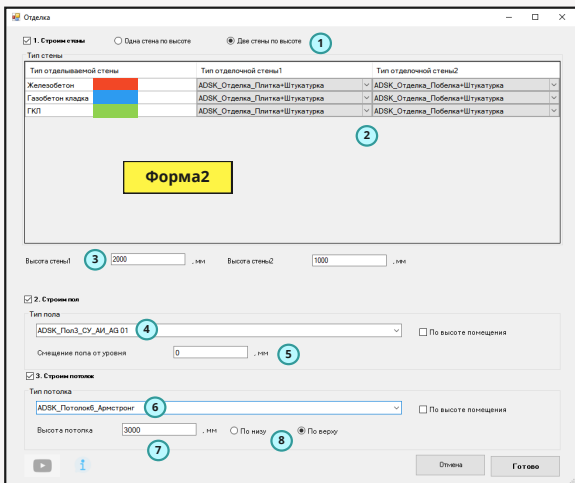 Отделка
1. Строим стены Одна стена по высоте Две стены по высоте 1
Тип стены
Тип отделываемой стены Тип отделочной стены1 Тип отделочной стены2
Железобетон ADSK_Отделка_Плитка+Штукатурка ADSK_Отделка_Побелка+Штукатурка
Газобетон кладка ADSK_Отделка_Плитка+Штукатурка ADSK_Отделка_Побелка+Штукатурка
ГКЛ ADSK_Отделка_Плитка+Штукатурка ADSK_Отделка_Побелка+Штукатурка
2
Форма2
Высота стены1 3 2000 , мм Высота стены2 1000 , мм
2. Строим пол
Тип пола
ADSK_Пол3_СУ_АИ_AG 01 4 По высоте помещения
Смещение пола от уровня 0 , мм 5
3. Строим потолок
Тип потолка
ADSK_Потолок6_Армстронг 6 По высоте помещения
Высота потолка 3000 , мм По низу По верху
7 8
Отмена Готово